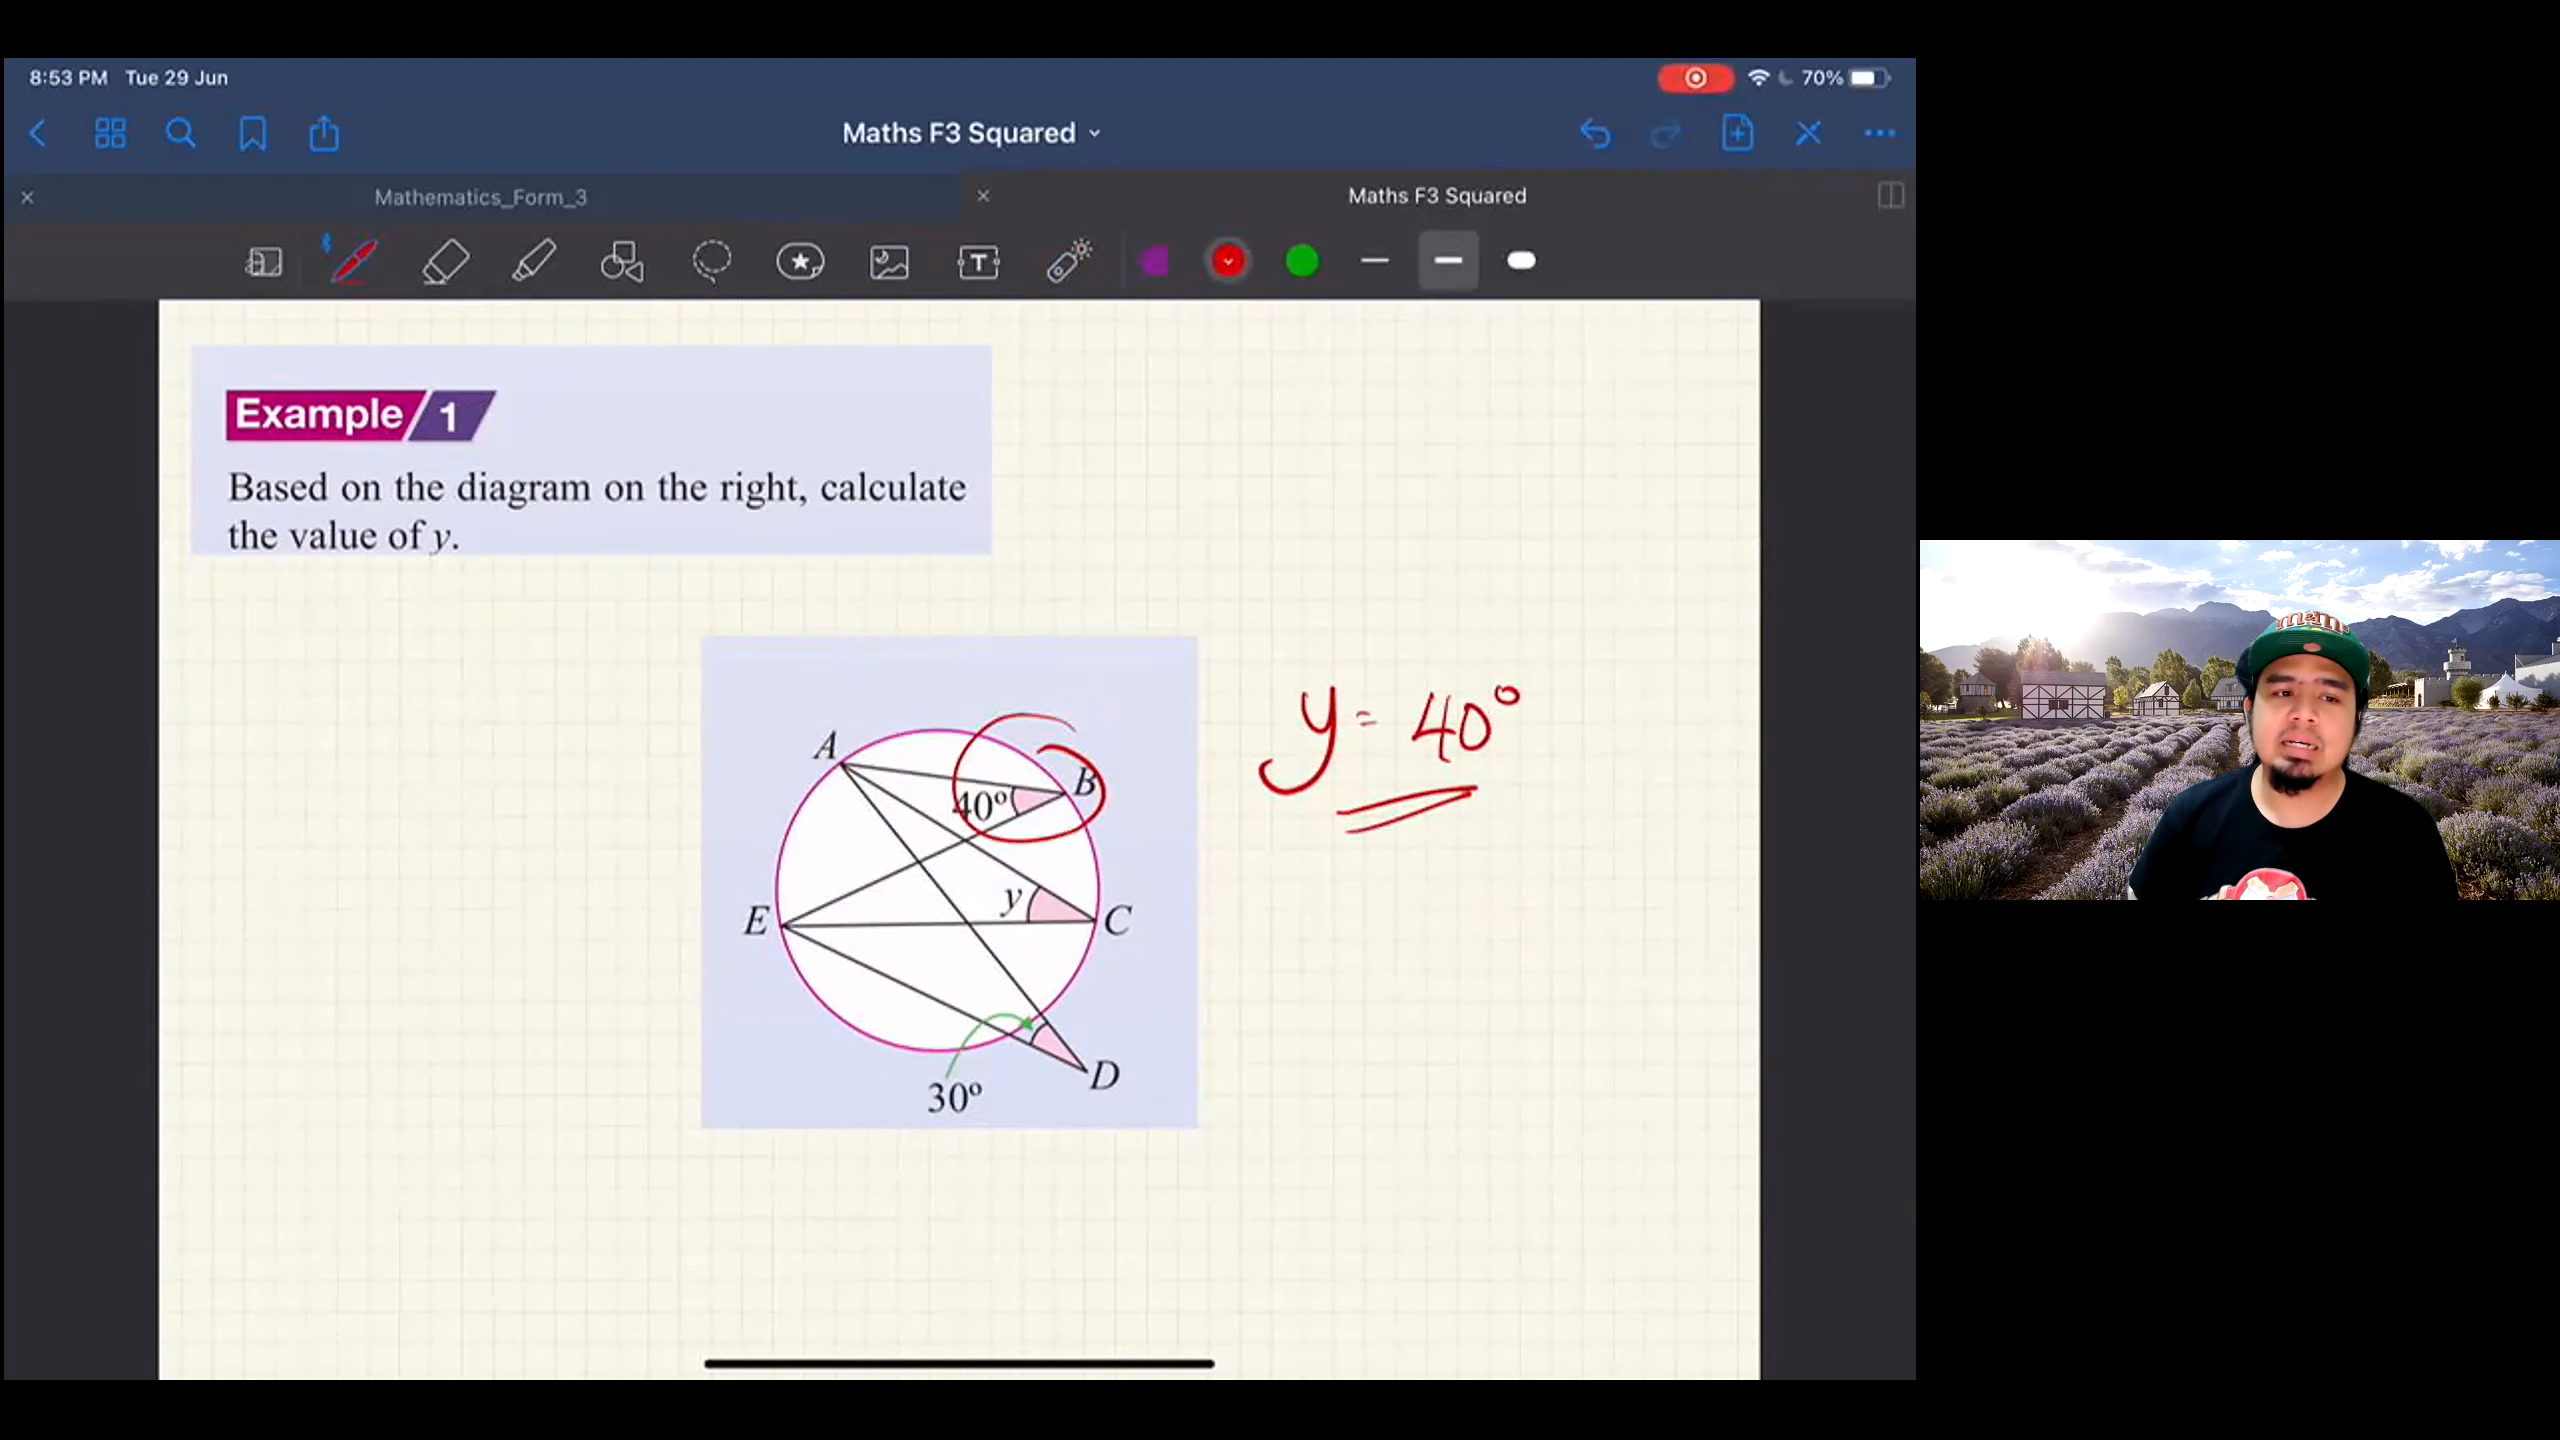 8:53 PM Tue 29 Jun
70%
Maths F3 Squared
Mathematics_Form_3
Maths F3 Squared
T
Example 1
Based on the diagram on the right, calculate
the value of y.
A
B
40°
y
E
C
D
30°
y = 40°
m&m's